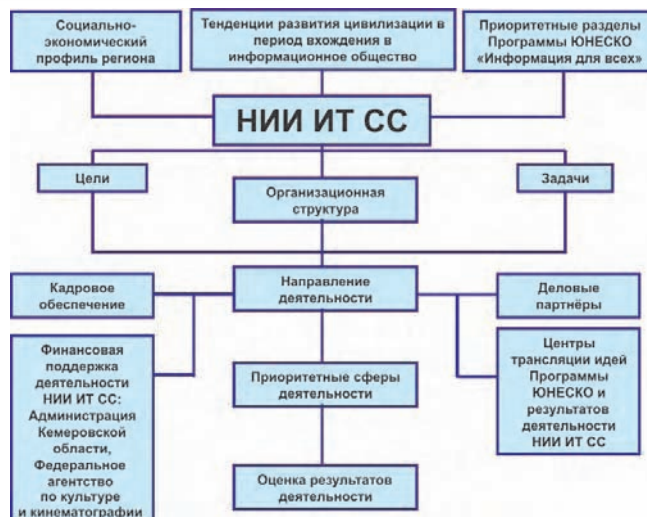 Социально-
экономический
профиль региона
Тенденции развития цивилизации в
период вхождения в
информационное общество
Приоритетные разделы
Программы ЮНЕСКО
«Информация для всех»
НИИ ИТ СС
Цели
Организационная
структура
Задачи
Кадровое
обеспечение
Направление
деятельности
Деловые
партнёры
Финансовая
поддержка
деятельности
НИИ ИТ СС:
Администрация
Кемеровской
области,
Федеральное
агентство
по культуре
и кинематографии
Приоритетные сферы
деятельности
Центры
трансляции идей
Программы
ЮНЕСКО и
результатов
деятельности
НИИ ИТ СС
Оценка результатов
деятельности